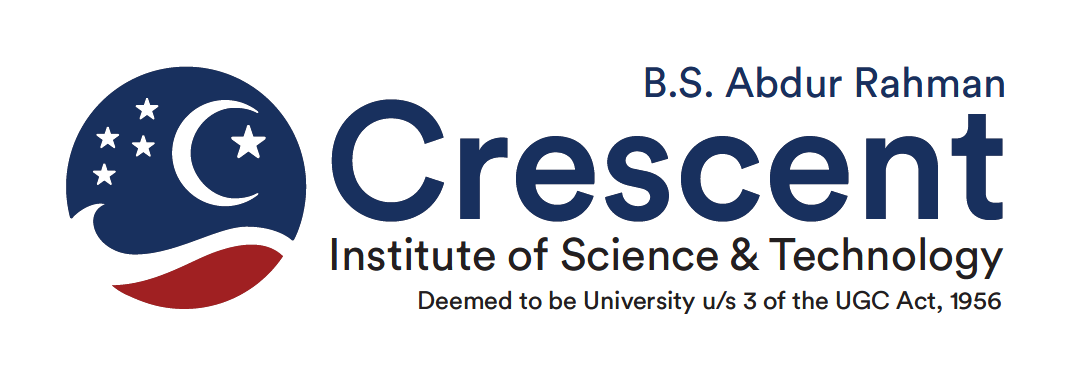 B.S. Abdur Rahman
Crescent
Institute of Science & Technology
Deemed to be University u/s 3 of the UGC Act, 1956